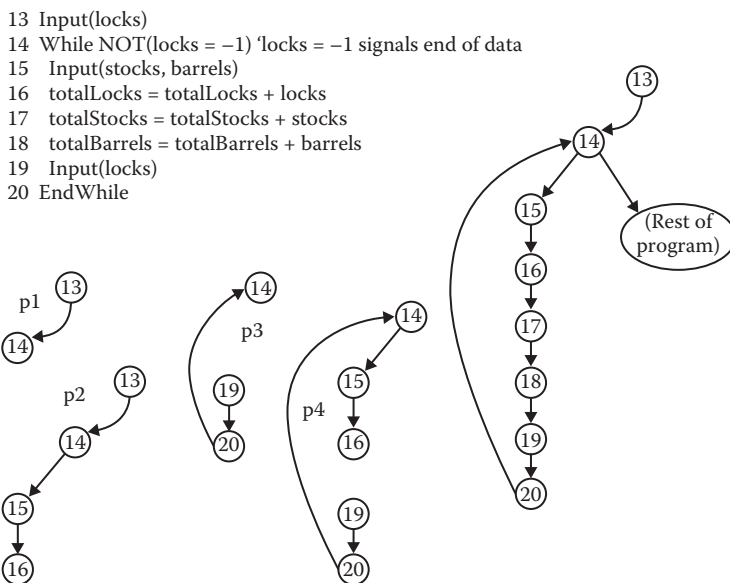 13 Input(locks)
14 While NOT(locks = −1) ‘locks = −1 signals end of data
15 Input(stocks, barrels)
16 totalLocks = totalLocks + locks
17 totalStocks = totalStocks + stocks
18 totalBarrels = totalBarrels + barrels
19 Input(locks)
20 EndWhile
13
14
15
(Rest of
program)
16
17
18
19
20
p1
13
14
p2
13
14
15
16
14
p3
19
20
14
15
p4
16
19
20